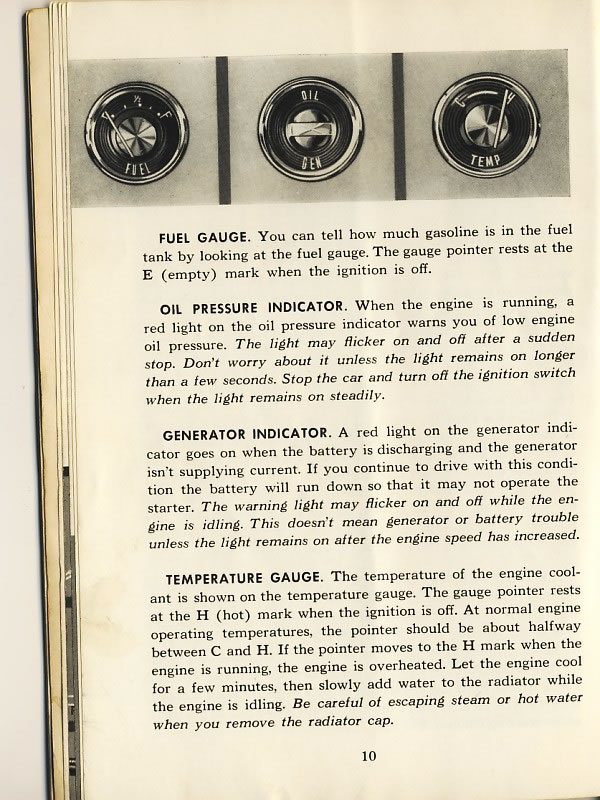 ½
F
FUEL
OIL
GEN
C
H
TEMP
FUEL GAUGE. You can tell how much gasoline is in the fuel
tank by looking at the fuel gauge. The gauge pointer rests at the
E (empty) mark when the ignition is off.
OIL PRESSURE INDICATOR. When the engine is running, a
red light on the oil pressure indicator warns you of low engine
oil pressure. The light may flicker on and off after a sudden
stop. Don't worry about it unless the light remains on longer
than a few seconds. Stop the car and turn off the ignition switch
when the light remains on steadily.
GENERATOR INDICATOR. A red light on the generator indi-
cator goes on when the battery is discharging and the generator
isn't supplying current. If you continue to drive with this condi-
tion the battery will run down so that it may not operate the
starter. The warning light may flicker on and off while the en-
gine is idling. This doesn't mean generator or battery trouble
unless the light remains on after the engine speed has increased.
TEMPERATURE GAUGE. The temperature of the engine cool-
ant is shown on the temperature gauge. The gauge pointer rests
at the H (hot) mark when the ignition is off. At normal engine
operating temperatures, the pointer should be about halfway
between C and H. If the pointer moves to the H mark when the
engine is running, the engine is overheated. Let the engine cool
for a few minutes, then slowly add water to the radiator while
the engine is idling. Be careful of escaping steam or hot water
when you remove the radiator cap.
10